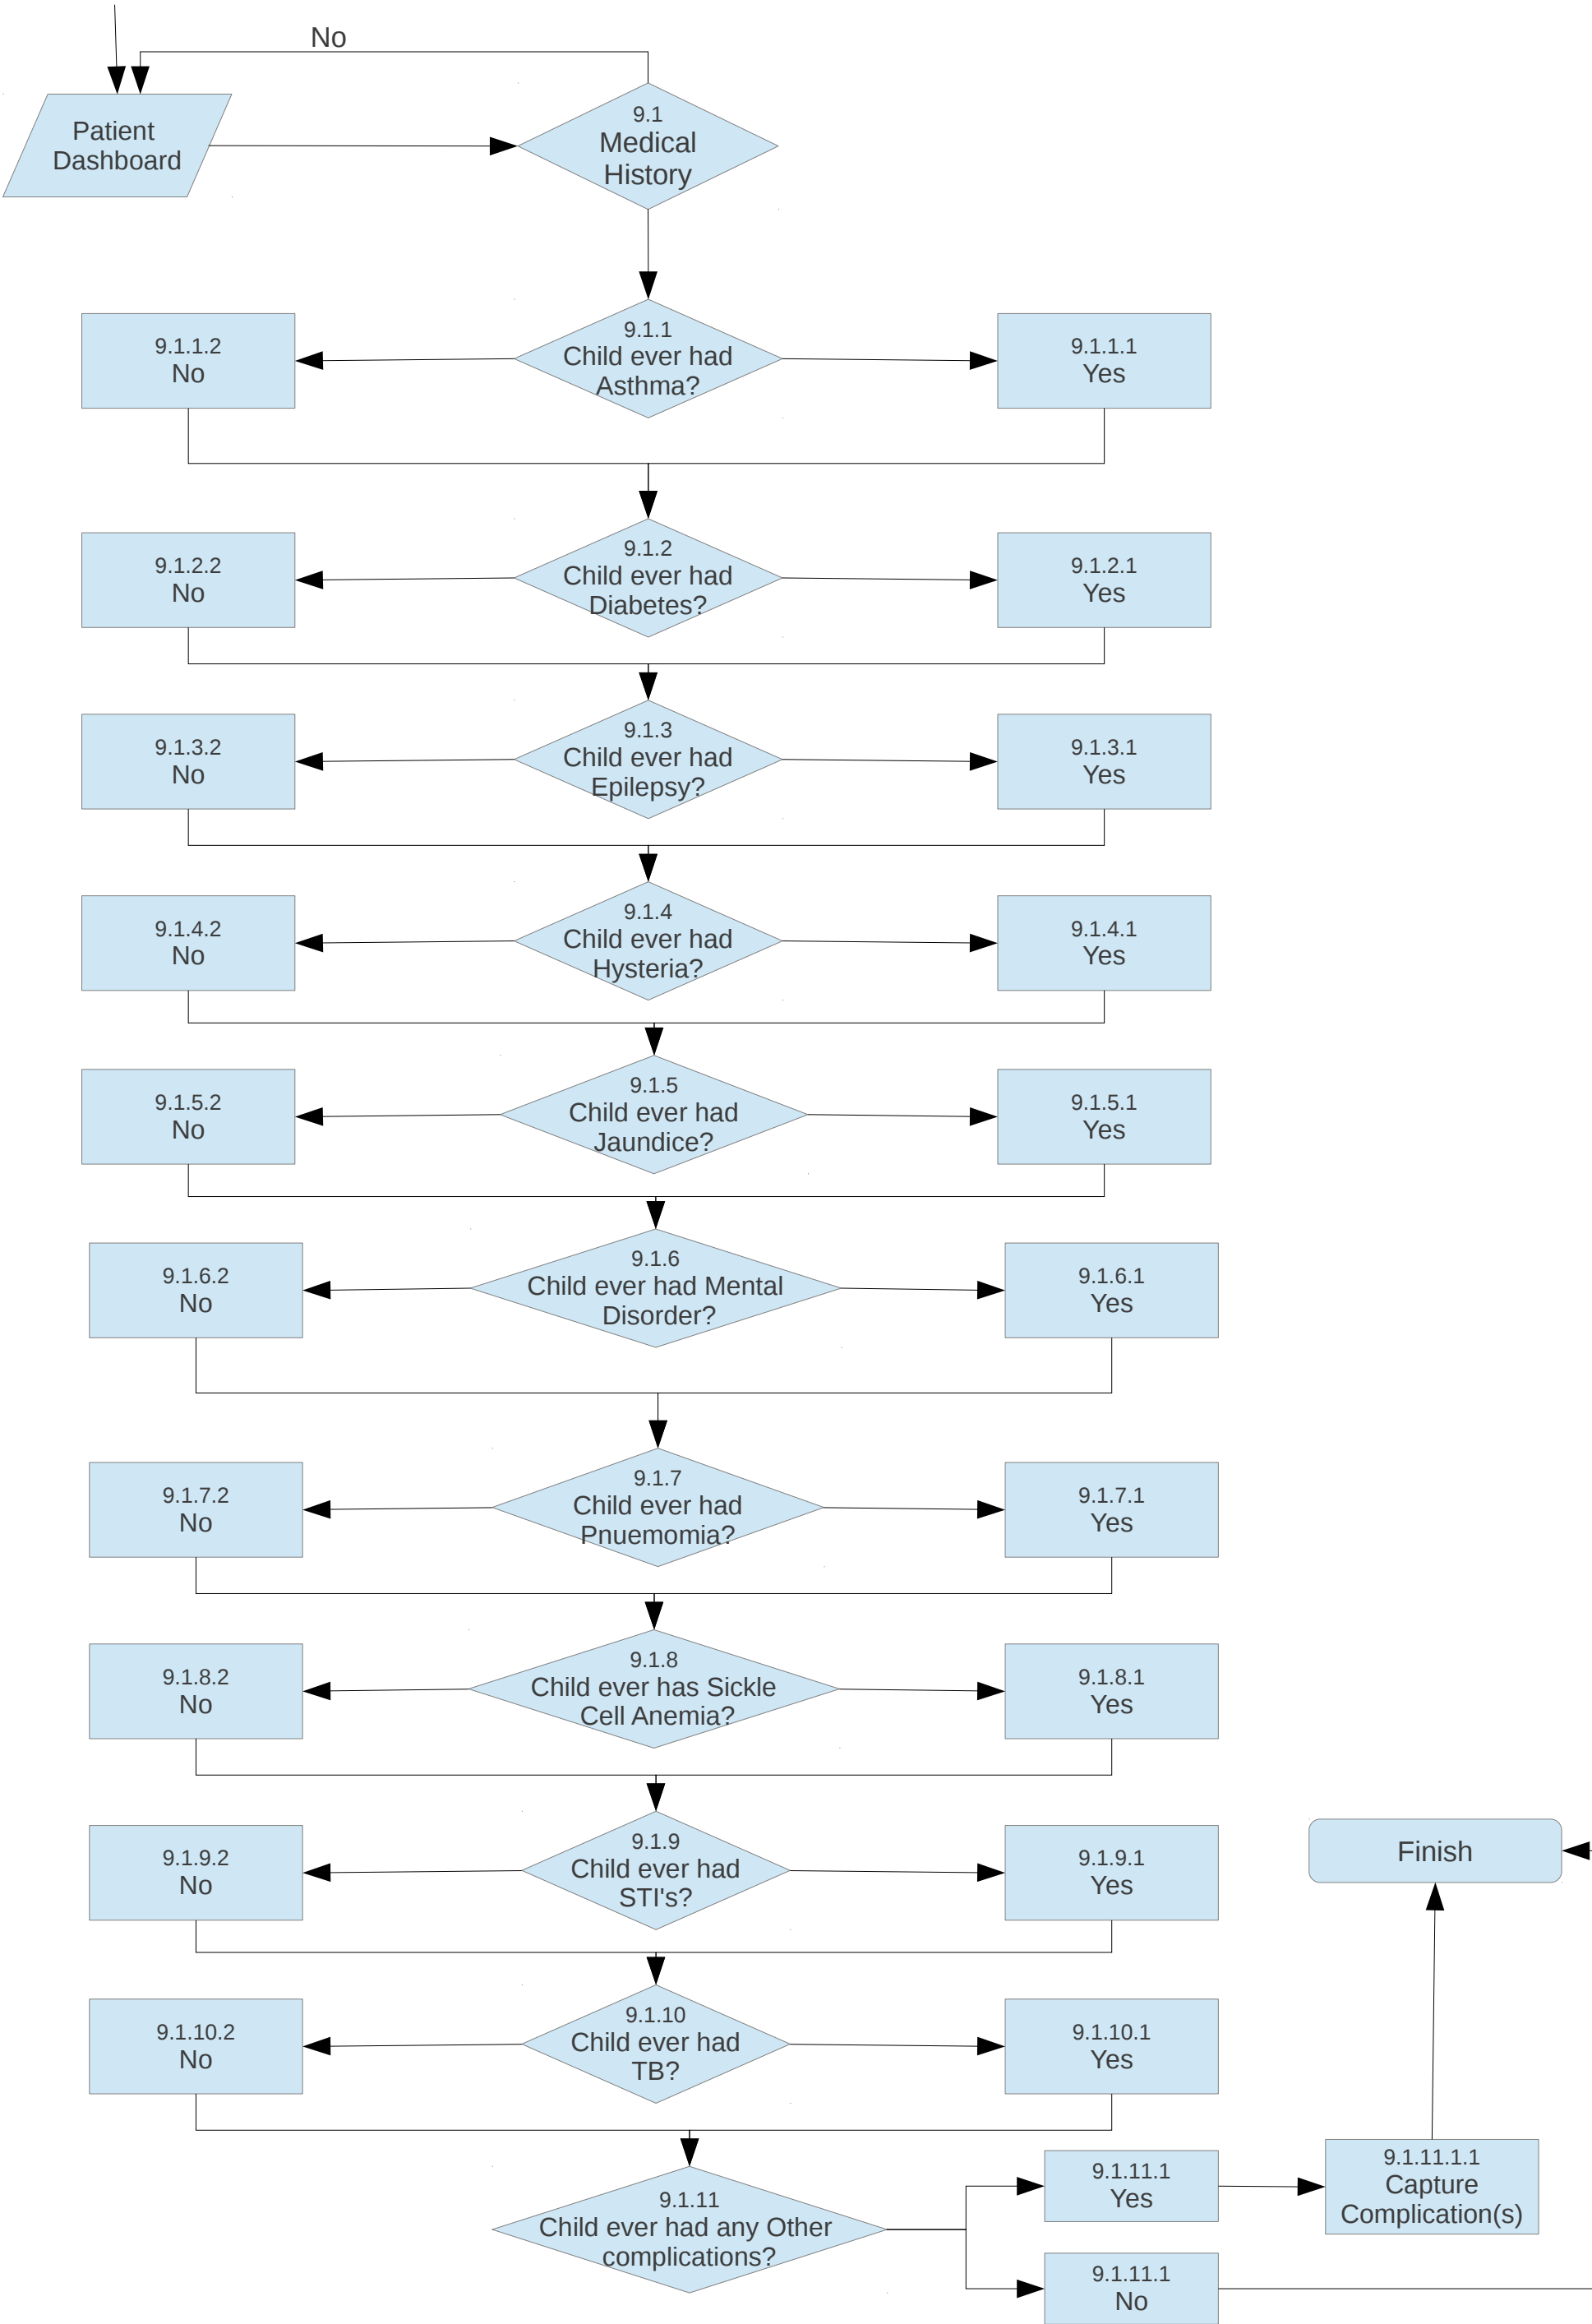 No
Patient
Dashboard
9.1
Medical
History
9.1.1.2
No
9.1.1
Child ever had
Asthma?
9.1.1.1
Yes
9.1.2.2
No
9.1.2
Child ever had
Diabetes?
9.1.2.1
Yes
9.1.3.2
No
9.1.3
Child ever had
Epilepsy?
9.1.3.1
Yes
9.1.4.2
No
9.1.4
Child ever had
Hysteria?
9.1.4.1
Yes
9.1.5.2
No
9.1.5
Child ever had
Jaundice?
9.1.5.1
Yes
9.1.6.2
No
9.1.6
Child ever had Mental
Disorder?
9.1.6.1
Yes
9.1.7.2
No
9.1.7
Child ever had
Pnuemomia?
9.1.7.1
Yes
9.1.8.2
No
9.1.8
Child ever has Sickle
Cell Anemia?
9.1.8.1
Yes
9.1.9.2
No
9.1.9
Child ever had
STI's?
9.1.9.1
Yes
Finish
9.1.10.2
No
9.1.10
Child ever had
TB?
9.1.10.1
Yes
9.1.11
Child ever had any Other
complications?
9.1.11.1
Yes
9.1.11.1.1
Capture
Complication(s)
9.1.11.1
No